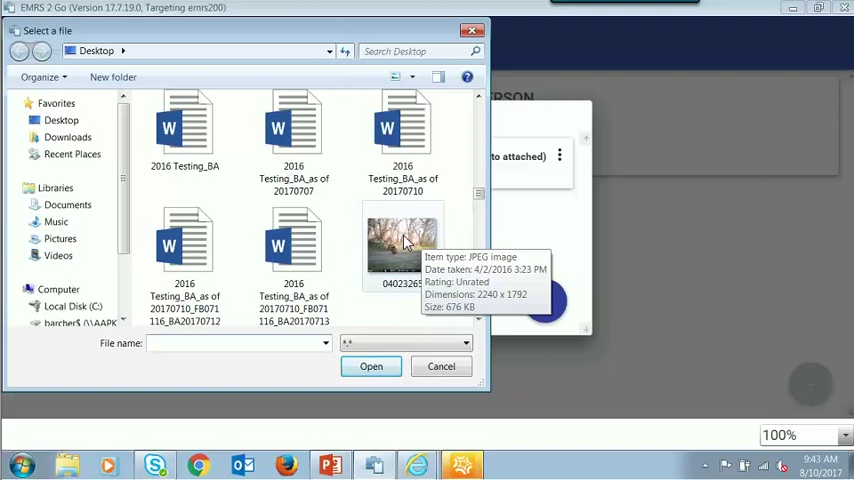 EMRS 2 Go (Version 17.7.19.0, Targeting emrs200)
Select a file
Desktop
Search Desktop
Organize
New folder
Favorites
Desktop
Downloads
Recent Places
Libraries
Documents
Music
Pictures
Videos
Computer
Local Disk (C:)
barcher$ (\\AAPK
2016 Testing_BA
2016
Testing_BA_as of
20170707
2016
Testing_BA_as of
20170710
2016
Testing_BA_as of
20170710_FB071
116_BA20170712
2016
Testing_BA_as of
20170710_FB071
116_BA20170713
0402326
Item type: JPEG image
Date taken: 4/2/2016 3:23 PM
Rating: Unrated
Dimensions: 2240 x 1792
Size: 676 KB
to attached)
File name:
*.*
Open
Cancel
100%
9:43 AM
8/10/2017